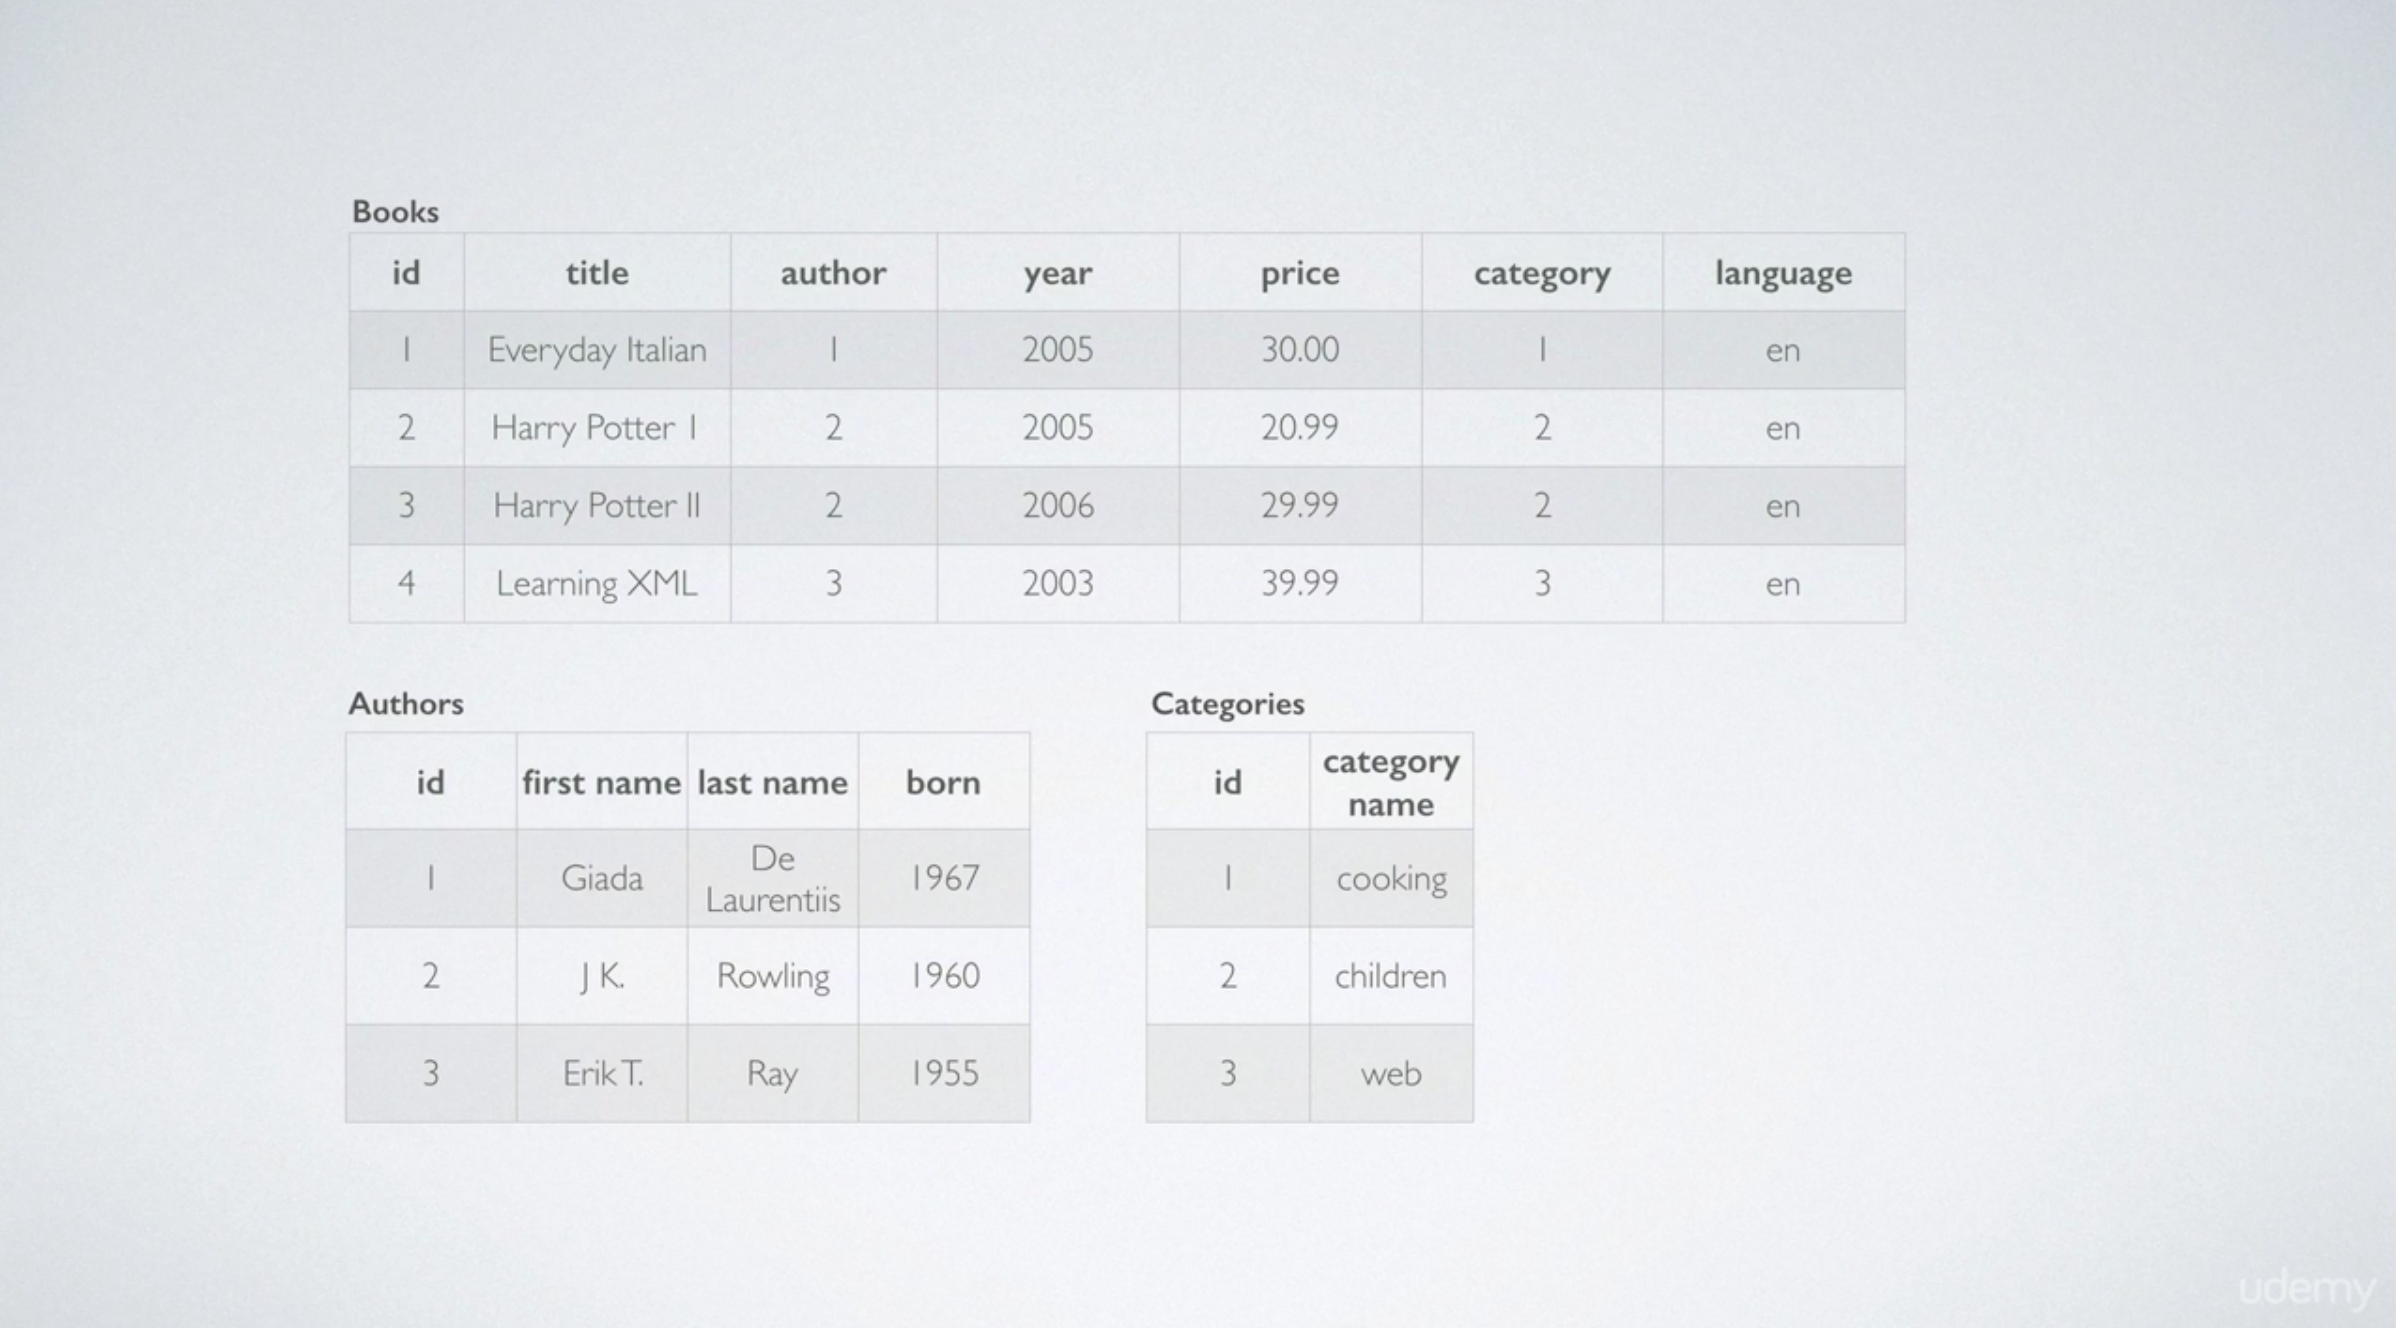 Books
id title author year price category language
1 Everyday Italian 1 2005 30.00 1 en
2 Harry Potter I 2 2005 20.99 2 en
3 Harry Potter II 2 2006 29.99 2 en
4 Learning XML 3 2003 39.99 3 en
Authors
id first name last name born
1 Giada De Laurentiis 1967
2 J K. Rowling 1960
3 Erik T. Ray 1955
Categories
id category name
1 cooking
2 children
3 web
udemy